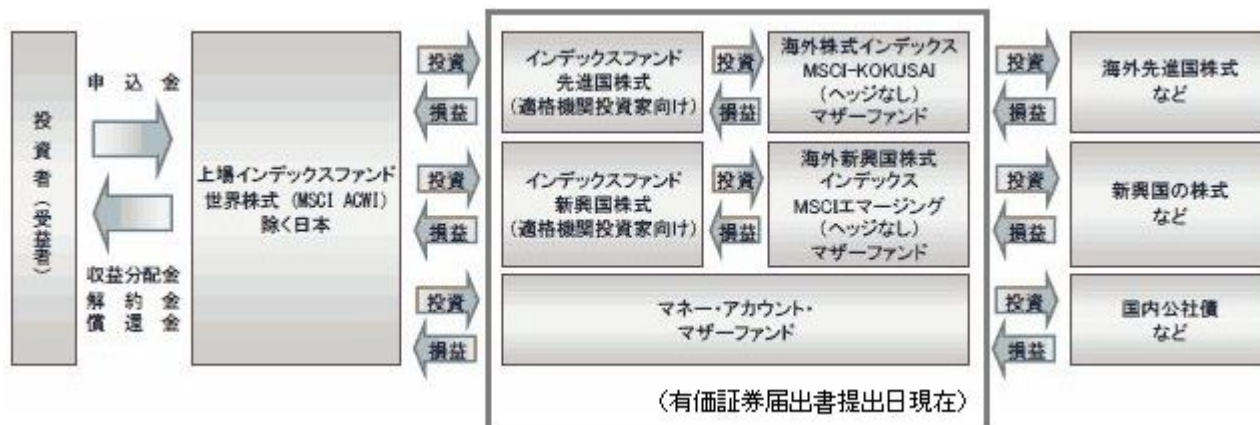 投資者(受益者)
申込金
収益分配金
解約金
償還金
上場インデックスファンド
世界株式(MSCI ACWI)
除く日本
投資
損益
インデックスファンド
先進国株式
(適格機関投資家向け)
投資
損益
海外株式インデックス
MSCI-KOKUSAI
(ヘッジなし)
マザーファンド
投資
損益
海外先進国株式
など
投資
損益
インデックスファンド
新興国株式
(適格機関投資家向け)
投資
損益
海外新興国株式
インデックス
MSCIエマージング
(ヘッジなし)
マザーファンド
投資
損益
新興国の株式
など
投資
損益
マネー・アカウント・
マザーファンド
投資
損益
国内公社債
など
(有価証券届出書提出日現在)